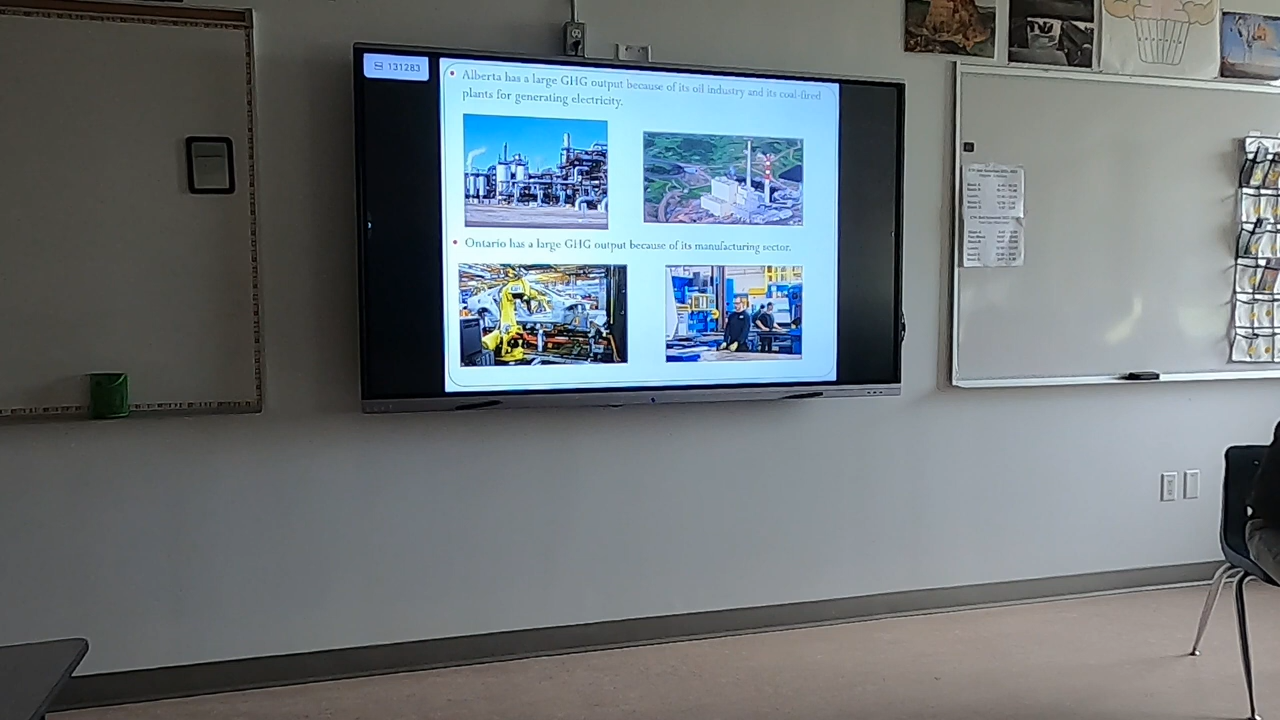 131283
• Alberta has a large GHG output because of its oil industry and its coal-fired
plants for generating electricity.
• Ontario has a large GHG output because of its manufacturing sector.